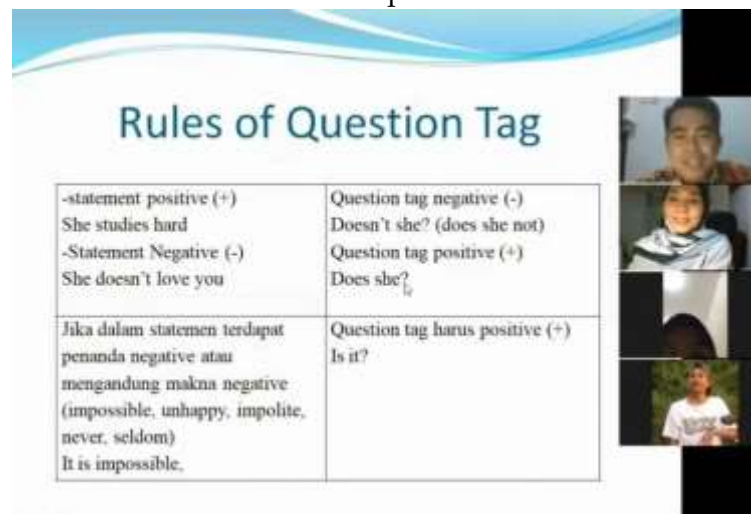 Rules of Question Tag
-statement positive (+)
She studies hard
-Statement Negative (-)
She doesn't love you
Question tag negative (-)
Doesn't she? (does she not)
Question tag positive (+)
Does she?
Jika dalam statemen terdapat
penanda negative atau
mengandung makna negative
(impossible, unhappy, impolite,
never, seldom)
It is impossible,
Question tag harus positive (+)
Is it?